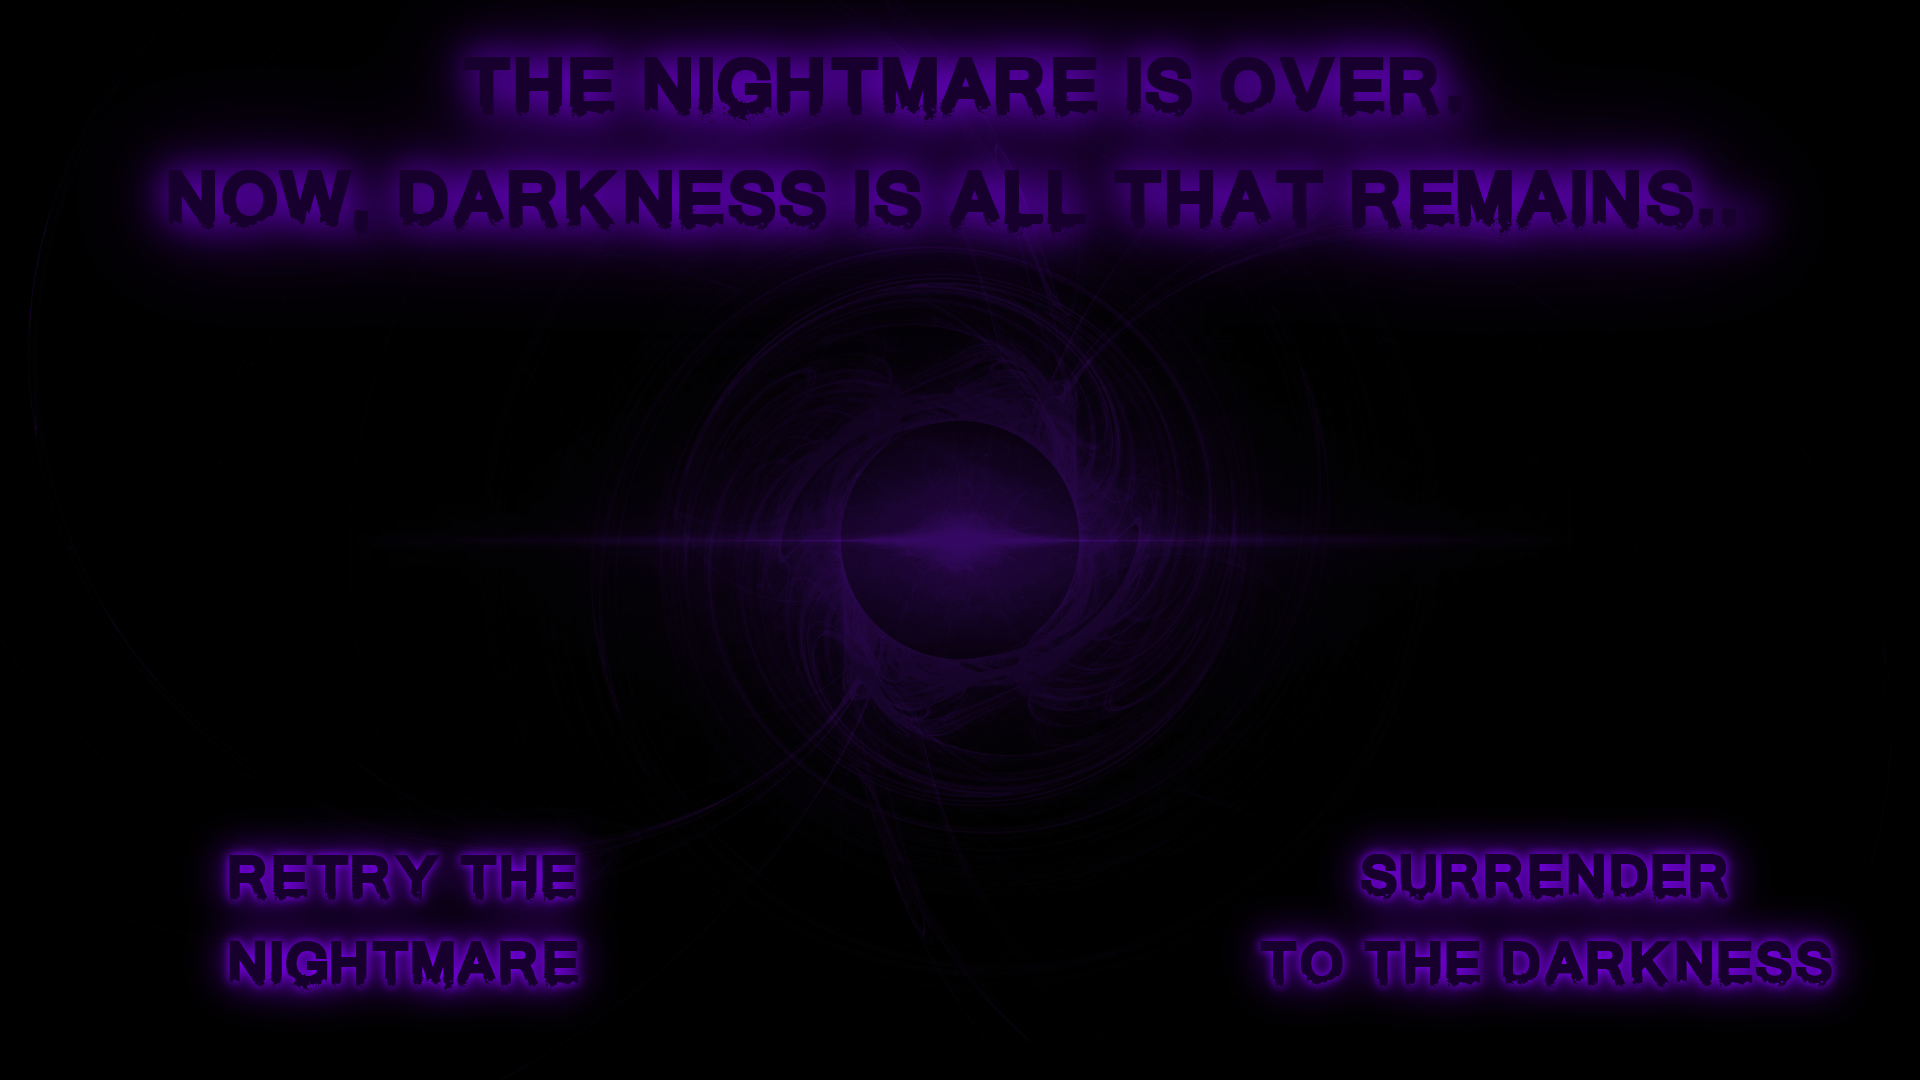 THE NIGHTMARE IS OVER.
NOW, DARKNESS IS ALL THAT REMAINS...
RETRY THE
NIGHTMARE
SURRENDER
TO THE DARKNESS